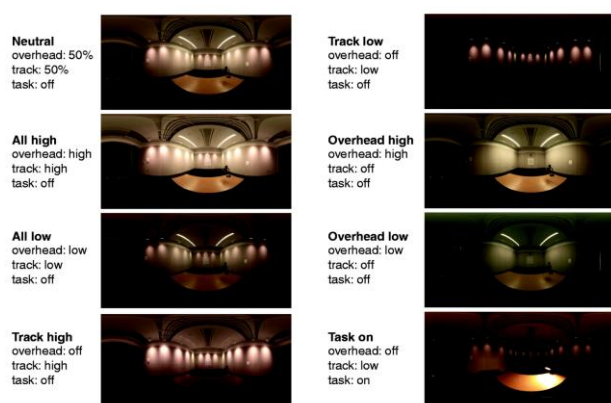 Neutral
overhead: 50%
track: 50%
task: off
All high
overhead: high
track: high
task: off
All low
overhead: low
track: low
task: off
Track high
overhead: off
track: high
task: off
Track low
overhead: off
track: low
task: off
Overhead high
overhead: high
track: off
task: off
Overhead low
overhead: low
track: off
task: off
Task on
overhead: off
track: low
task: on